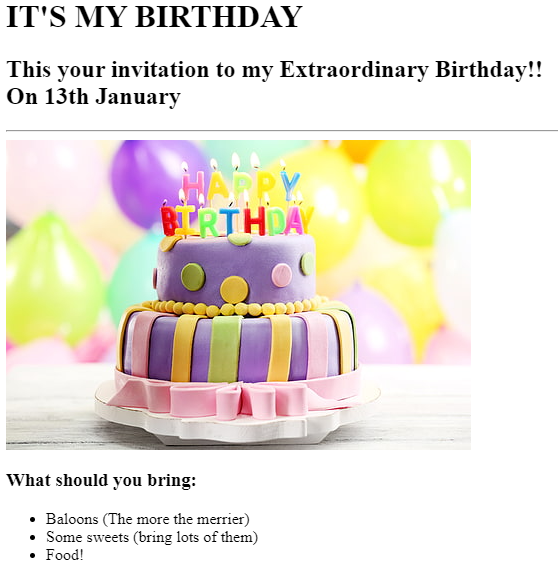 IT'S MY BIRTHDAY
This your invitation to my Extraordinary Birthday!!
On 13th January
HAPPY
BIRTHDAY
What should you bring:
Baloons (The more the merrier)
Some sweets (bring lots of them)
Food!